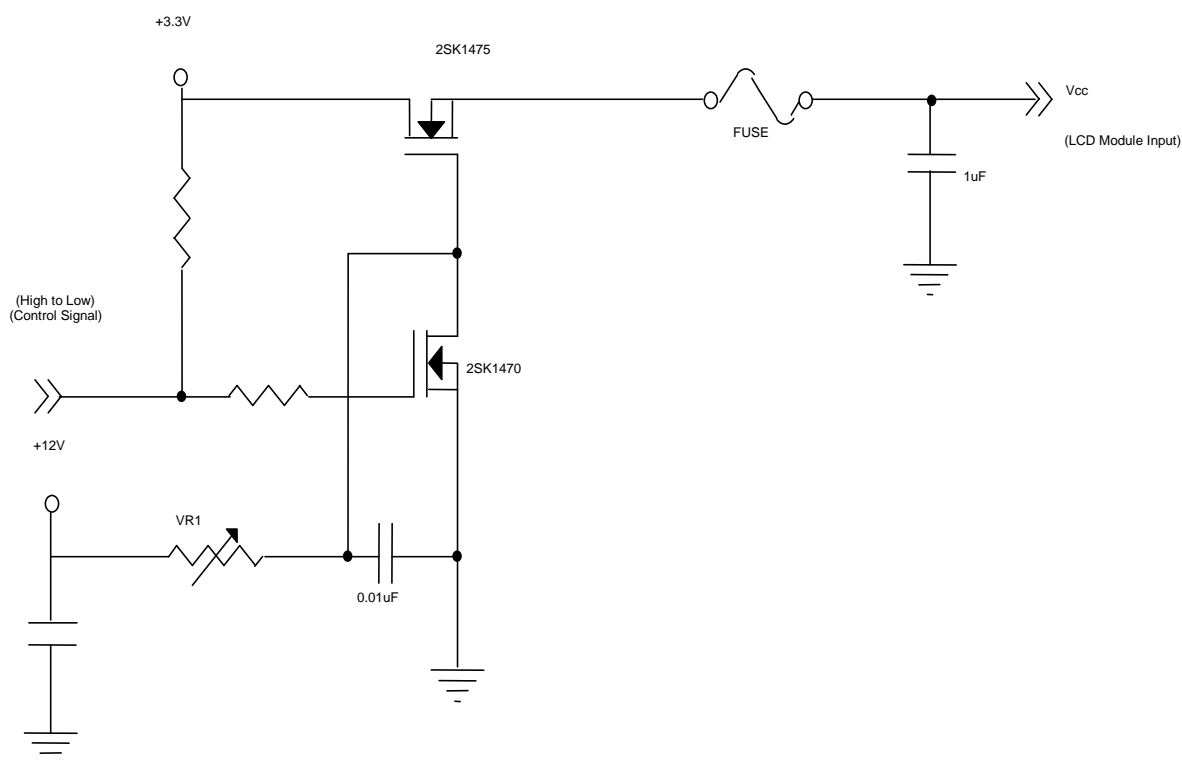 +3.3V
2SK1475
FUSE
Vcc
(LCD Module Input)
1uF
(High to Low)
(Control Signal)
2SK1470
+12V
VR1
0.01uF